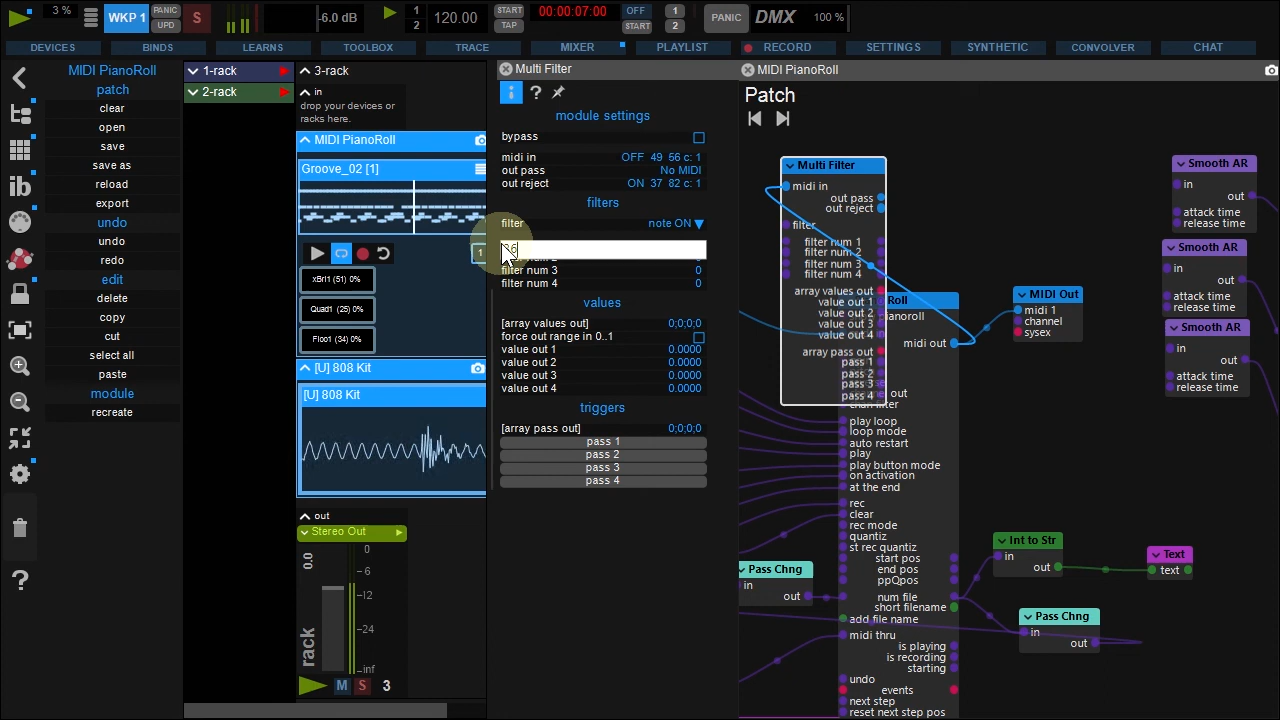 3 %
WKP 1
PANIC
UPD
S
-6.0 dB
1
2
120.00
START
TAP
00:00:07:00
OFF
START
1
2
PANIC
DMX
100 %
DEVICES
BINDS
LEARNS
TOOLBOX
TRACE
MIXER
PLAYLIST
RECORD
SETTINGS
SYNTHETIC
CONVOLVER
CHAT
MIDI PianoRoll
patch
clear
open
save
save as
reload
export
undo
undo
redo
edit
delete
copy
cut
select all
paste
module
recreate
ib
?
1-rack
2-rack
3-rack
in
drop your devices or
racks here.
MIDI PianoRoll
Groove_02 [1]
1
xBri1 (51) 0%
Quad1 (25) 0%
Floo1 (34) 0%
[U] 808 Kit
[U] 808 Kit
out
Stereo Out
0.0
0
-6
-12
-24
-inf
rack
M
S
3
Multi Filter
i ?
module settings
bypass
midi in OFF 49 66 c: 1
out pass No MIDI
out reject ON 37 82 c: 1
filters
filter note ON
36
filter num 3 0
filter num 4 0
values
[array values out] 0;0;0;0
force out range in 0..1
value out 1 0.0000
value out 2 0.0000
value out 3 0.0000
value out 4 0.0000
triggers
[array pass out] 0;0;0;0
pass 1
pass 2
pass 3
pass 4
MIDI PianoRoll
Patch
Multi Filter
midi in
out pass
out reject
filter
filter num 1
filter num 2
filter num 3
filter num 4
array values out
value out 1
value out 2
value out 3
value out 4
array pass out
pass 1
pass 2
pass 3
pass 4
Roll
anoroll
midi out
out
chan filter
play loop
loop mode
auto restart
play
play button mode
on activation
at the end
rec
clear
rec mode
quantiz
st rec quantiz
start pos
end pos
ppQpos
num file
short filename
add file name
midi thru
is playing
is recording
starting
undo
events
next step
reset next step pos
Pass Chng
in
out
MIDI Out
midi 1
channel
sysex
Smooth AR
in
out
attack time
release time
Smooth AR
in
out
attack time
release time
Smooth AR
in
out
attack time
release time
Int to Str
in
out
Text
text
Pass Chng
in
out